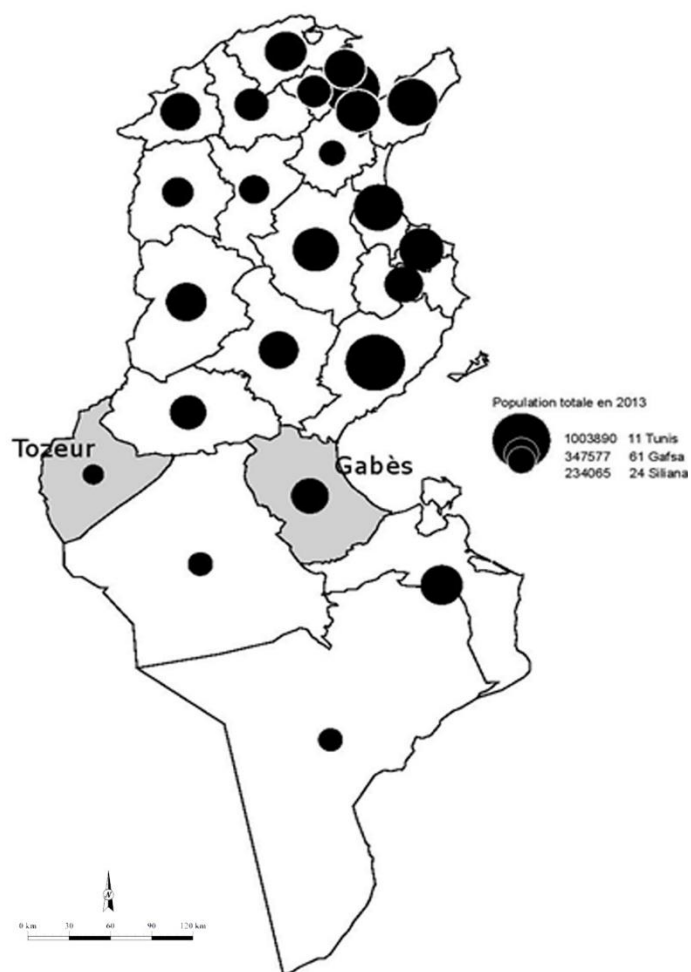 Tozeur
Gabès
Population totale en 2013
1003890 11 Tunis
347577 61 Gafsa
234065 24 Siliana
N
0 km 30 60 90 120 km